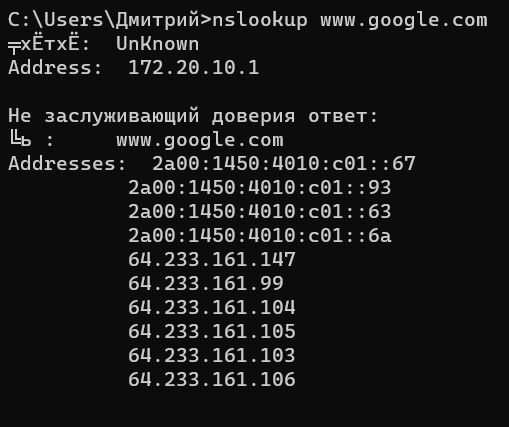 C:\Users\Дмитрий>nslookup www.google.com
╤хЁтхЁ:  UnKnown
Address:  172.20.10.1

Не заслуживающий доверия ответ:
╚ь :     www.google.com
Addresses:  2a00:1450:4010:c01::67
          2a00:1450:4010:c01::93
          2a00:1450:4010:c01::63
          2a00:1450:4010:c01::6a
          64.233.161.147
          64.233.161.99
          64.233.161.104
          64.233.161.105
          64.233.161.103
          64.233.161.106